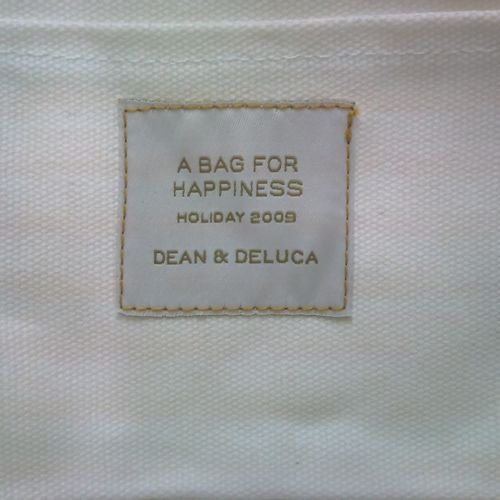 A BAG FOR
HAPPINESS
HOLIDAY 2009
DEAN & DELUCA